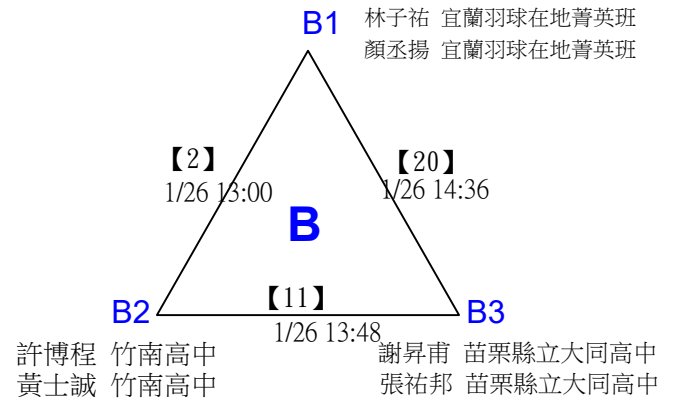 B1
林子祐 宜蘭羽球在地菁英班
顏丞揚 宜蘭羽球在地菁英班
【2】
1/26 13:00
【20】
1/26 14:36
B
B2
【11】
1/26 13:48
B3
許博程 竹南高中
黃士誠 竹南高中
謝昇甫 苗栗縣立大同高中
張祐邦 苗栗縣立大同高中